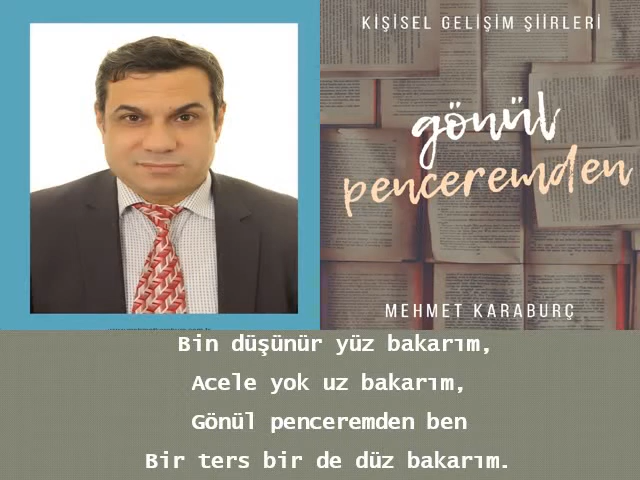 KİŞİSEL GELİŞİM ŞİİRLERİ
gönül
penceremden
MEHMET KARABURÇ
Bin düşünür yüz bakarım,
Acele yok uz bakarım,
Gönül penceremden ben
Bir ters bir de düz bakarım.